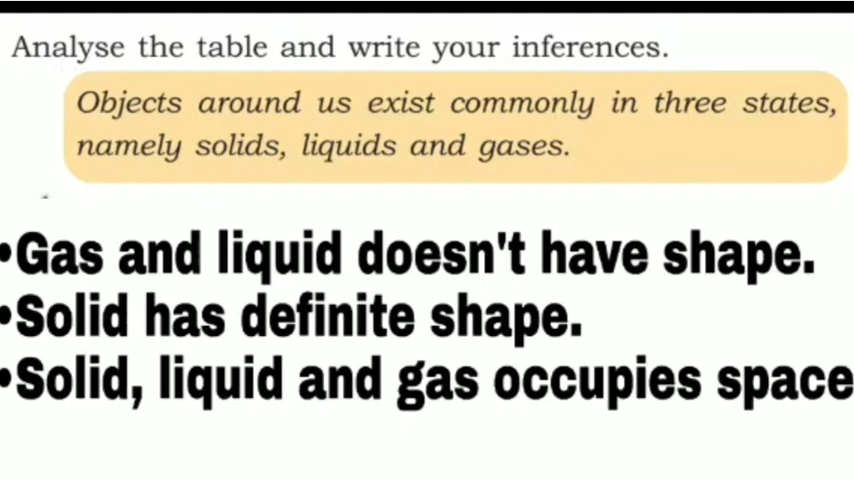 Analyse the table and write your inferences.
Objects around us exist commonly in three states,
namely solids, liquids and gases.
•Gas and liquid doesn't have shape.
•Solid has definite shape.
•Solid, liquid and gas occupies space